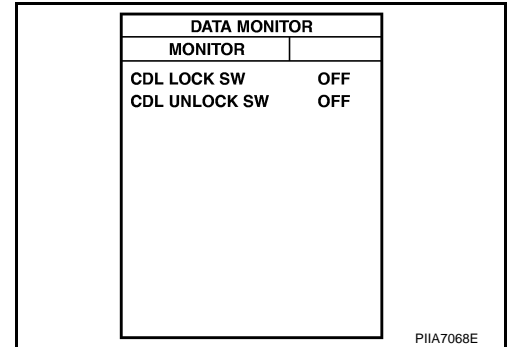 DATA MONITOR
MONITOR
CDL LOCK SW OFF
CDL UNLOCK SW OFF
PIIA7068E